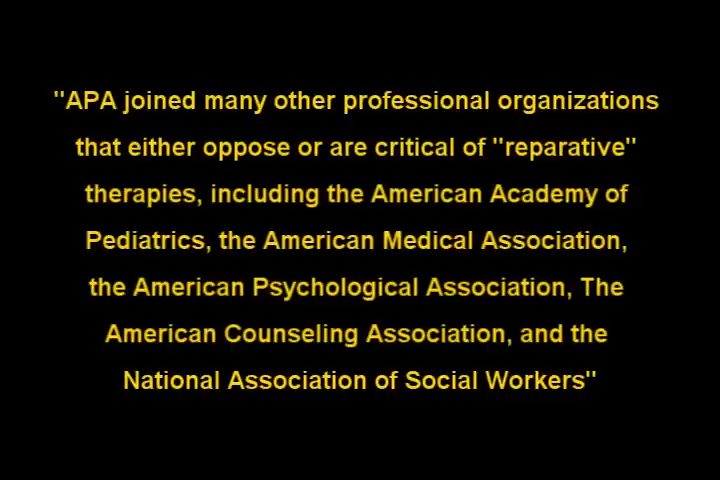 "APA joined many other professional organizations
that either oppose or are critical of "reparative"
therapies, including the American Academy of
Pediatrics, the American Medical Association,
the American Psychological Association, The
American Counseling Association, and the
National Association of Social Workers"